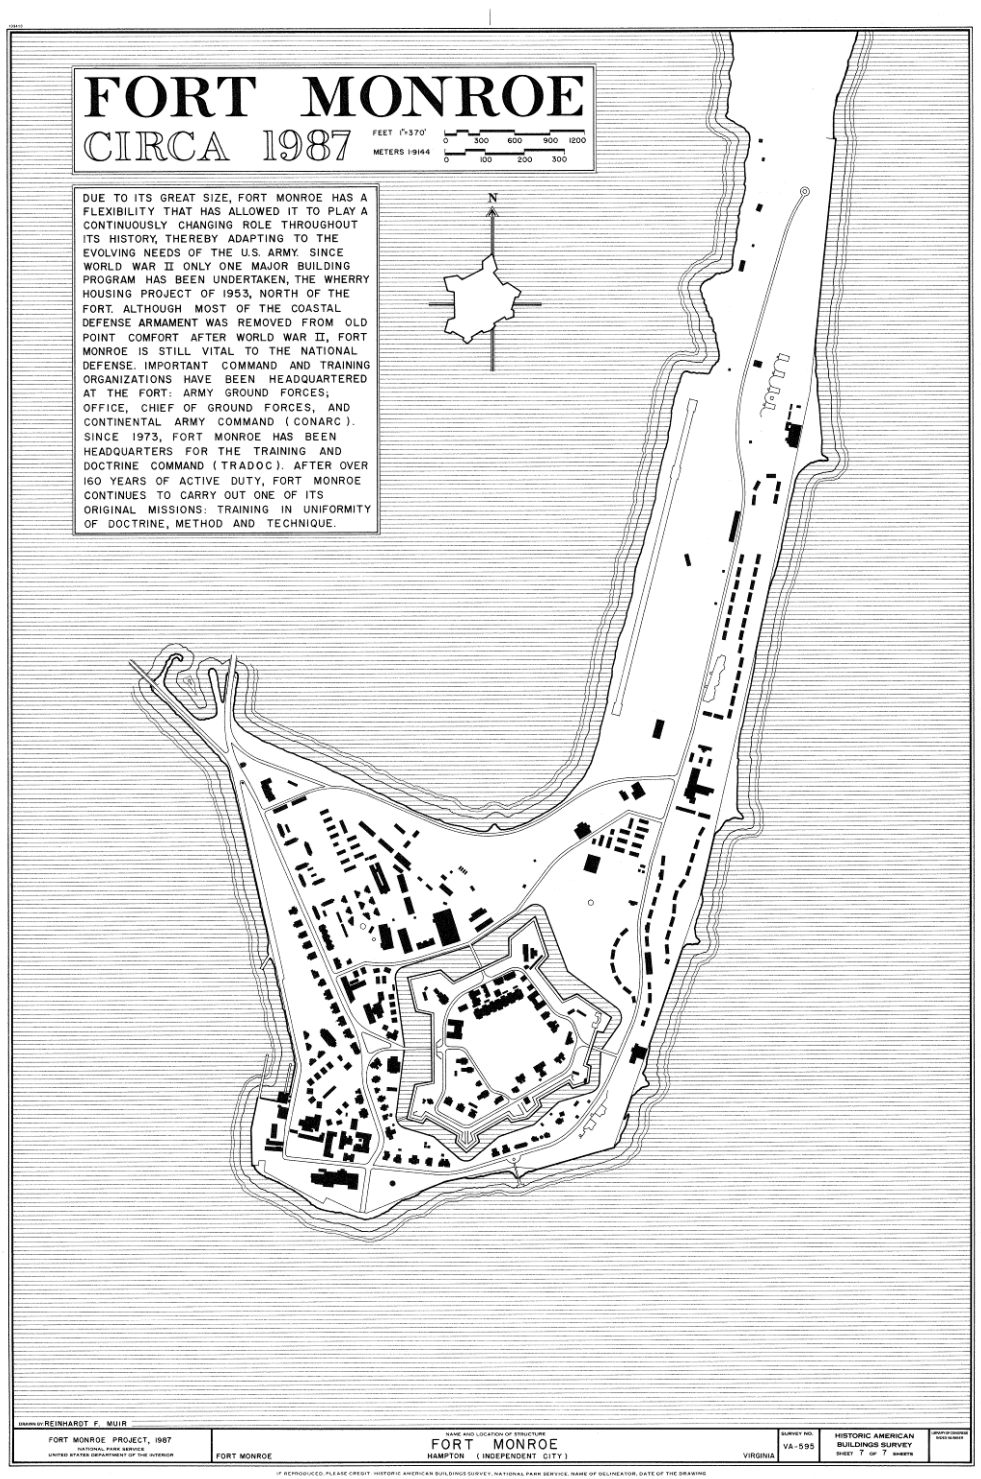 FORT MONROE
CIRCA 1987
FEET 1"=370'
0 300 600 900 1200
METERS 1:9144
0 100 200 300
DUE TO ITS GREAT SIZE, FORT MONROE HAS A
FLEXIBILITY THAT HAS ALLOWED IT TO PLAY A
CONTINUOUSLY CHANGING ROLE THROUGHOUT
ITS HISTORY, THEREBY ADAPTING TO THE
EVOLVING NEEDS OF THE U.S. ARMY. SINCE
WORLD WAR II ONLY ONE MAJOR BUILDING
PROGRAM HAS BEEN UNDERTAKEN, THE WHERRY
HOUSING PROJECT OF 1953, NORTH OF THE
FORT. ALTHOUGH MOST OF THE COASTAL
DEFENSE ARMAMENT WAS REMOVED FROM OLD
POINT COMFORT AFTER WORLD WAR II, FORT
MONROE IS STILL VITAL TO THE NATIONAL
DEFENSE. IMPORTANT COMMAND AND TRAINING
ORGANIZATIONS HAVE BEEN HEADQUARTERED
AT THE FORT: ARMY GROUND FORCES;
OFFICE, CHIEF OF GROUND FORCES, AND
CONTINENTAL ARMY COMMAND (CONARC).
SINCE 1973, FORT MONROE HAS BEEN
HEADQUARTERS FOR THE TRAINING AND
DOCTRINE COMMAND (TRADOC). AFTER OVER
160 YEARS OF ACTIVE DUTY, FORT MONROE
CONTINUES TO CARRY OUT ONE OF ITS
ORIGINAL MISSIONS: TRAINING IN UNIFORMITY
OF DOCTRINE, METHOD AND TECHNIQUE.
N
DRAWN BY: REINHARDT F. MUIR
FORT MONROE PROJECT, 1987
NATIONAL PARK SERVICE
UNITED STATES DEPARTMENT OF THE INTERIOR
FORT MONROE
NAME AND LOCATION OF STRUCTURE
FORT MONROE
HAMPTON (INDEPENDENT CITY)
VIRGINIA
SURVEY NO.
VA-595
HISTORIC AMERICAN
BUILDINGS SURVEY
SHEET 7 OF 7 SHEETS
LIBRARY OF CONGRESS
INDEX NUMBER
IF REPRODUCED, PLEASE CREDIT: HISTORIC AMERICAN BUILDINGS SURVEY, NATIONAL PARK SERVICE, NAME OF DELINEATOR, DATE OF THE DRAWING